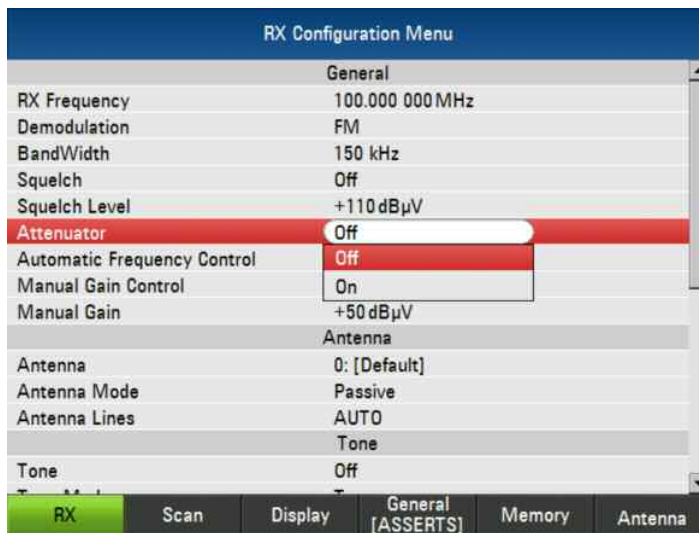 RX Configuration Menu
General
RX Frequency 100.000 000 MHz
Demodulation FM
BandWidth 150 kHz
Squelch Off
Squelch Level +110 dBµV
Attenuator Off
Automatic Frequency Control Off
Manual Gain Control On
Manual Gain +50 dBµV
Antenna
Antenna 0: [Default]
Antenna Mode Passive
Antenna Lines AUTO
Tone
Tone Off
RX Scan Display General [ASSERTS] Memory Antenna